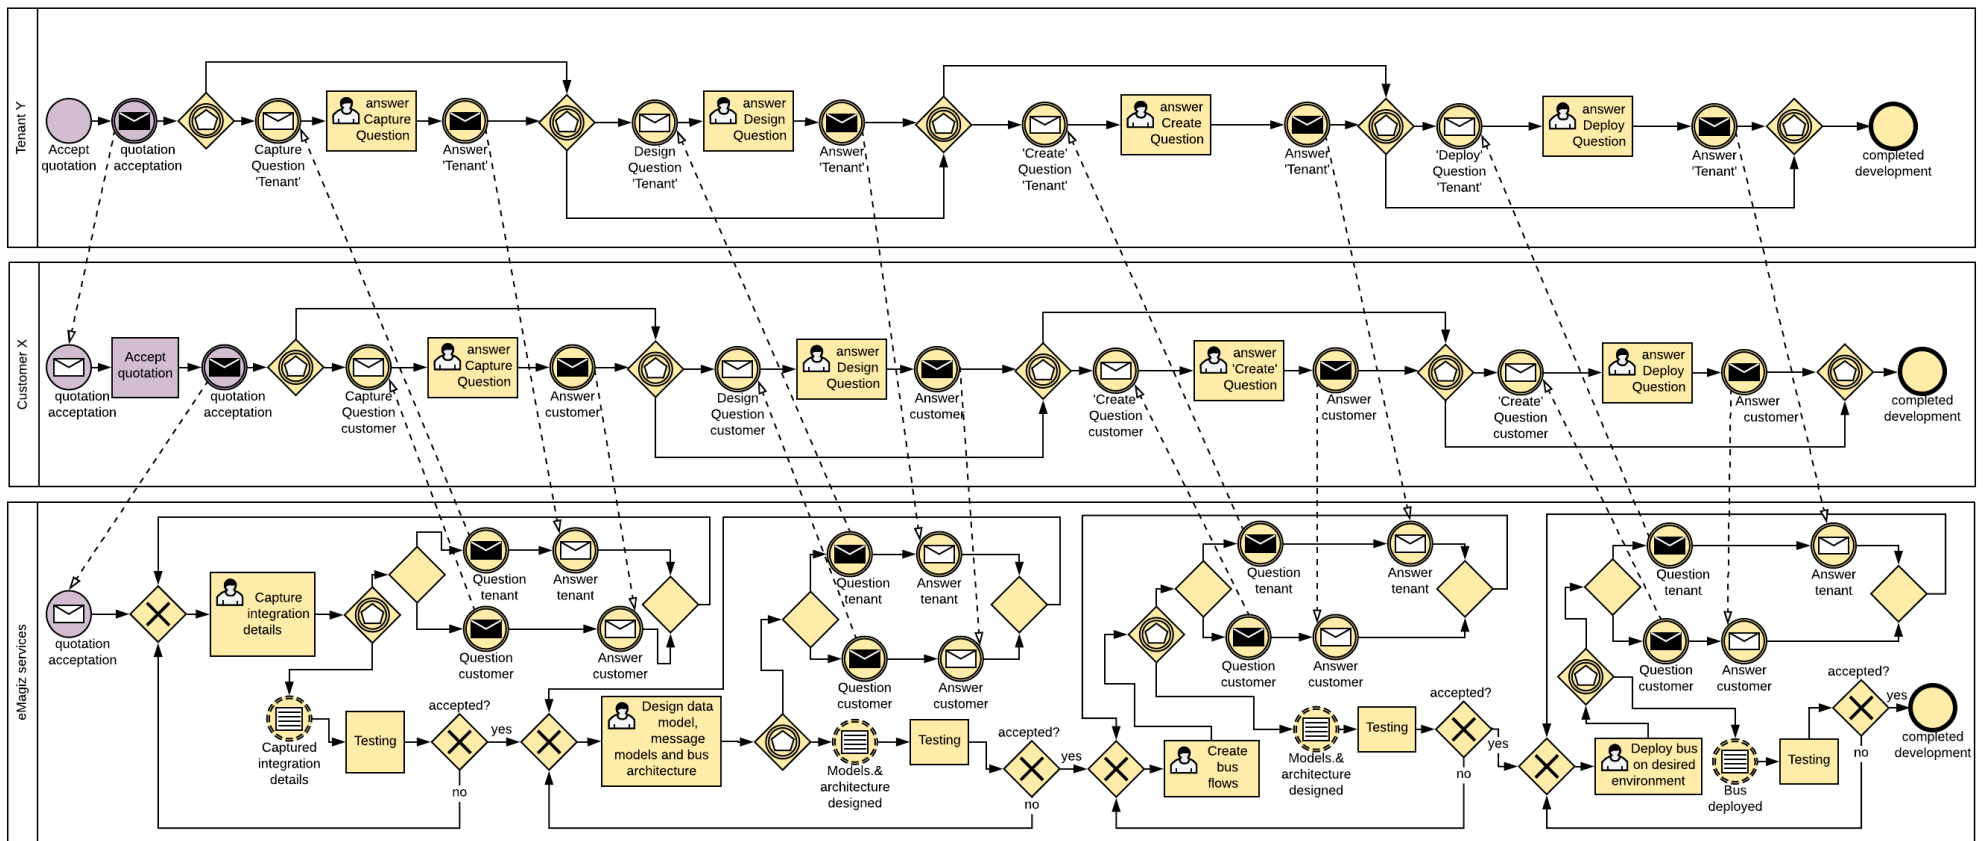 Tenant Y
Accept
quotation
quotation
acceptation
Capture
Question
'Tenant'
answer
Capture
Question
Answer
'Tenant'
Design
Question
'Tenant'
answer
Design
Question
Answer
'Tenant'
'Create'
Question
'Tenant'
answer
Create
Question
Answer
'Tenant'
'Deploy'
Question
'Tenant'
answer
Deploy
Question
Answer
'Tenant'
completed
development
Customer X
quotation
acceptation
Accept
quotation
quotation
acceptation
Capture
Question
customer
answer
Capture
Question
Answer
customer
Design
Question
customer
answer
Design
Question
Answer
customer
'Create'
Question
customer
answer
'Create'
Question
Answer
customer
'Create'
Question
customer
answer
Deploy
Question
Answer
customer
completed
development
eMagiz services
quotation
acceptation
Capture
integration
details
Question
tenant
Answer
tenant
Question
customer
Answer
customer
Captured
integration
details
Testing
accepted?
yes
no
Design data
model,
message
models and bus
architecture
Question
tenant
Answer
tenant
Question
customer
Answer
customer
Models.&
architecture
designed
Testing
accepted?
yes
no
Create
bus
flows
Question
tenant
Answer
tenant
Question
customer
Answer
customer
Models.&
architecture
designed
Testing
accepted?
yes
no
Deploy bus
on desired
environment
Question
tenant
Answer
tenant
Question
customer
Answer
customer
Bus
deployed
Testing
accepted?
yes
no
completed
development